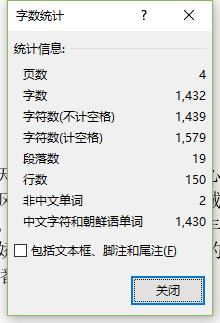 字数统计
?
统计信息:
页数 4
字数 1,432
字符数(不计空格) 1,439
字符数(计空格) 1,579
段落数 19
行数 150
非中文单词 2
中文字符和朝鲜语单词 1,430
包括文本框、脚注和尾注(F)
关闭